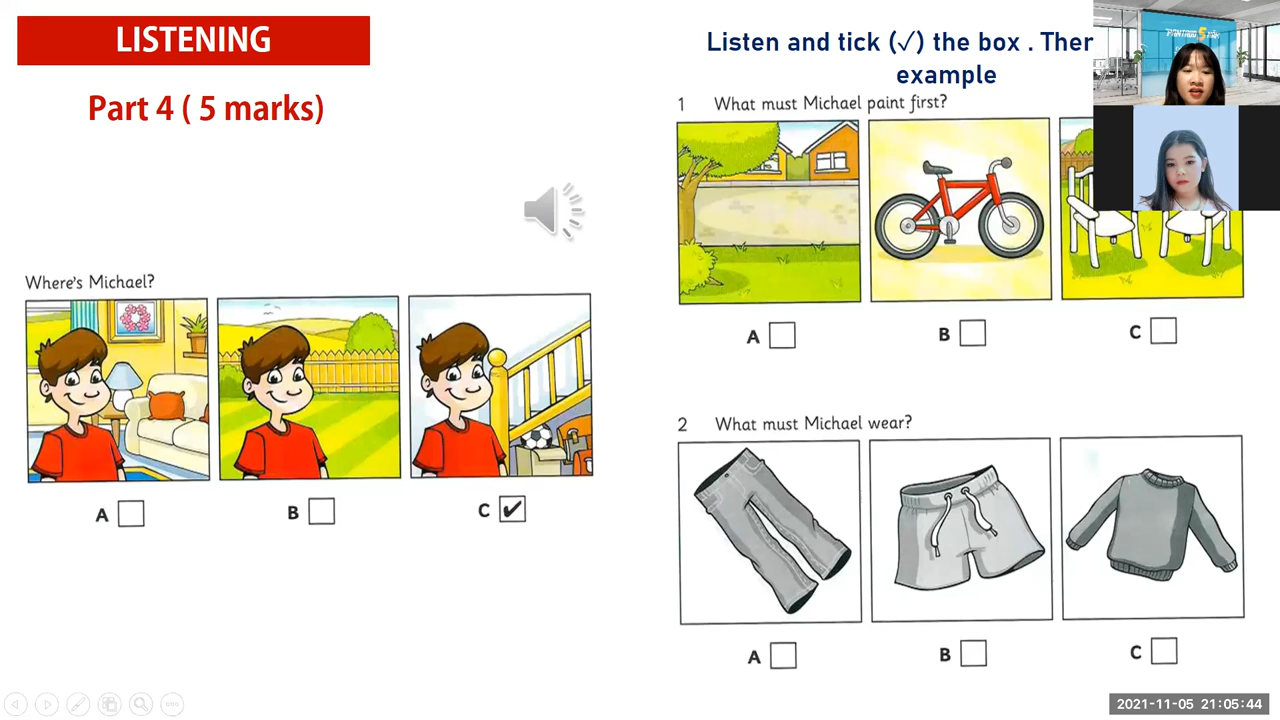 LISTENING
Part 4 ( 5 marks)
Where's Michael?
A
B
C ✔
Listen and tick (✓) the box . Ther
example
1 What must Michael paint first?
A
B
C
2 What must Michael wear?
A
B
C
2021-11-05 21:05:44